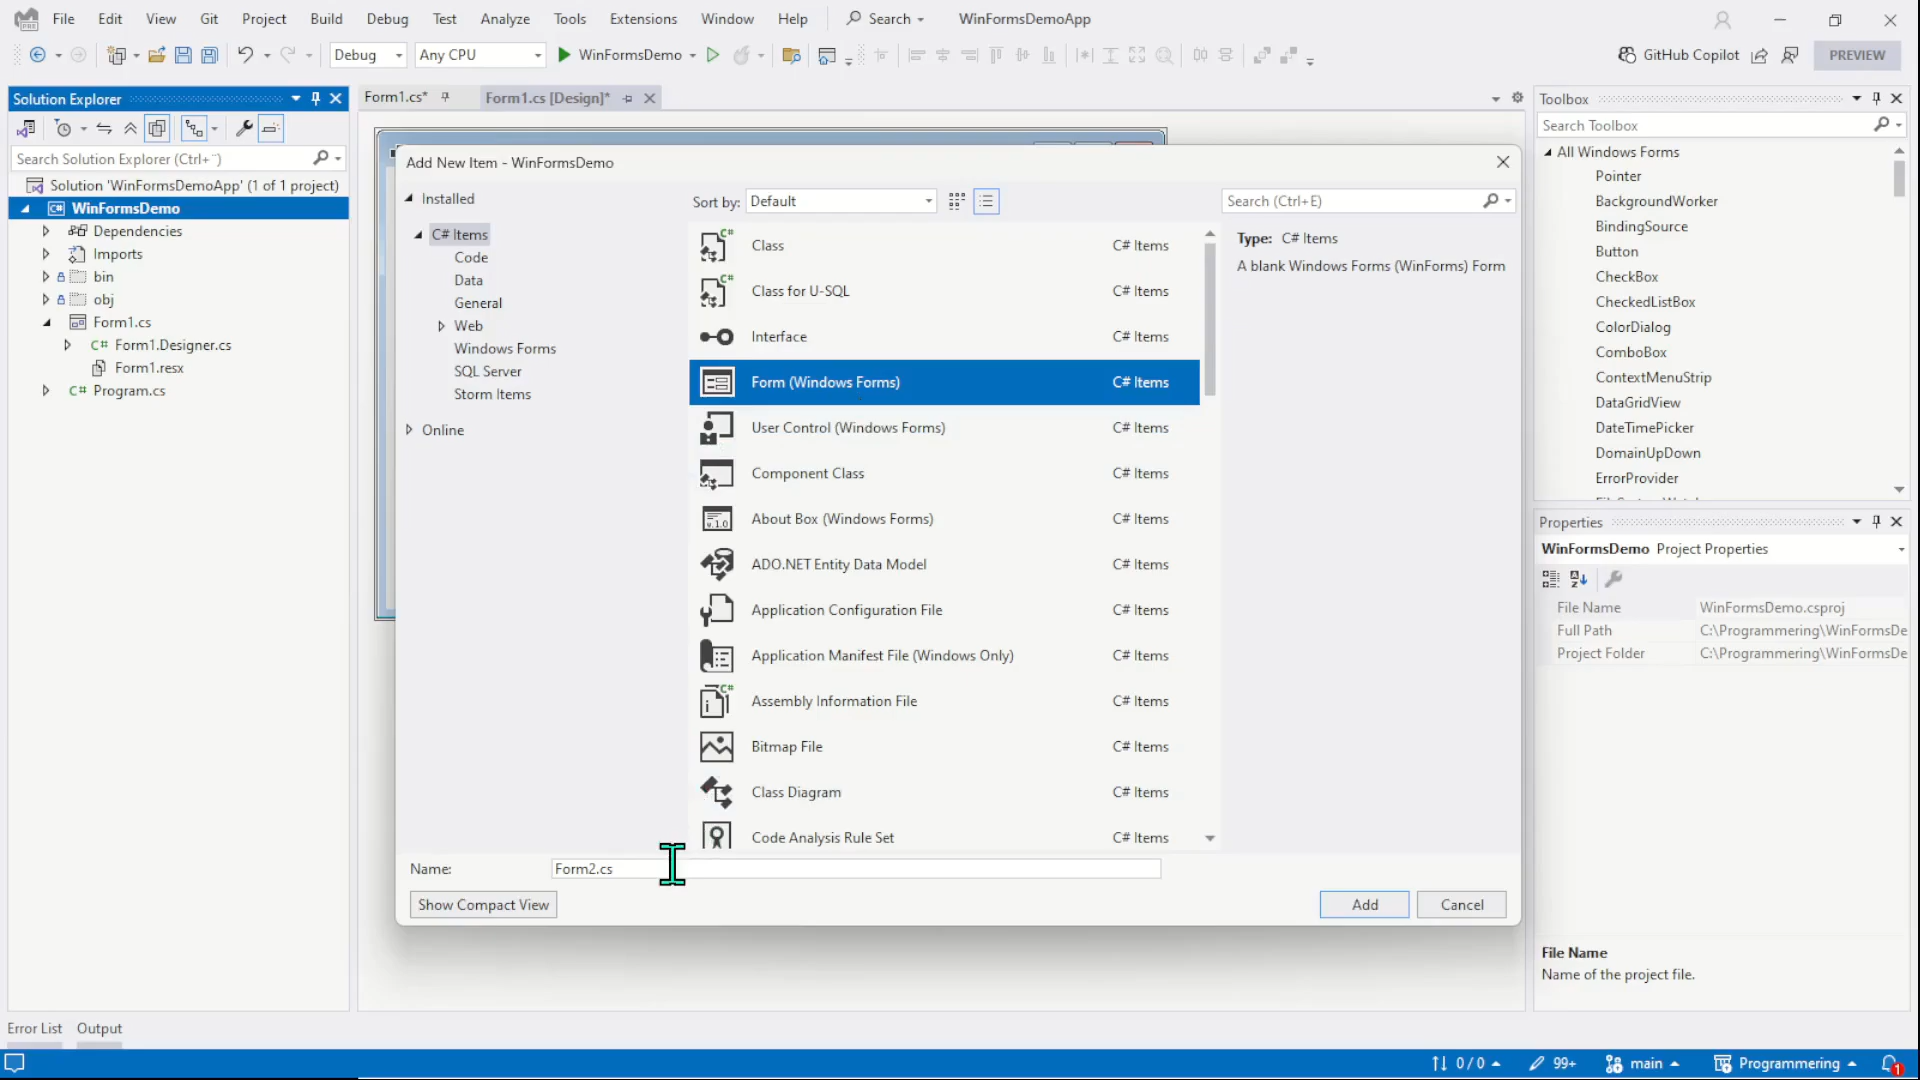 File Edit View Git Project Build Debug Test Analyze Tools Extensions Window Help Search WinFormsDemoApp
Debug Any CPU WinFormsDemo GitHub Copilot PREVIEW
Solution Explorer
Search Solution Explorer (Ctrl+¨)
Solution 'WinFormsDemoApp' (1 of 1 project)
WinFormsDemo
Dependencies
Imports
bin
obj
Form1.cs
C# Form1.Designer.cs
Form1.resx
C# Program.cs
Form1.cs* Form1.cs [Design]*
Add New Item - WinFormsDemo
Installed
C# Items
Code
Data
General
Web
Windows Forms
SQL Server
Storm Items
Online
Sort by: Default
Search (Ctrl+E)
Class C# Items
Class for U-SQL C# Items
Interface C# Items
Form (Windows Forms) C# Items
User Control (Windows Forms) C# Items
Component Class C# Items
About Box (Windows Forms) C# Items
ADO.NET Entity Data Model C# Items
Application Configuration File C# Items
Application Manifest File (Windows Only) C# Items
Assembly Information File C# Items
Bitmap File C# Items
Class Diagram C# Items
Code Analysis Rule Set C# Items
Type: C# Items
A blank Windows Forms (WinForms) Form
Name: Form2.cs
Show Compact View Add Cancel
Toolbox
Search Toolbox
All Windows Forms
Pointer
BackgroundWorker
BindingSource
Button
CheckBox
CheckedListBox
ColorDialog
ComboBox
ContextMenuStrip
DataGridView
DateTimePicker
DomainUpDown
ErrorProvider
Properties
WinFormsDemo Project Properties
File Name WinFormsDemo.csproj
Full Path C:\Programmering\WinFormsDe
Project Folder C:\Programmering\WinFormsDe
File Name
Name of the project file.
Error List Output
0 / 0 99+ main Programmering 1